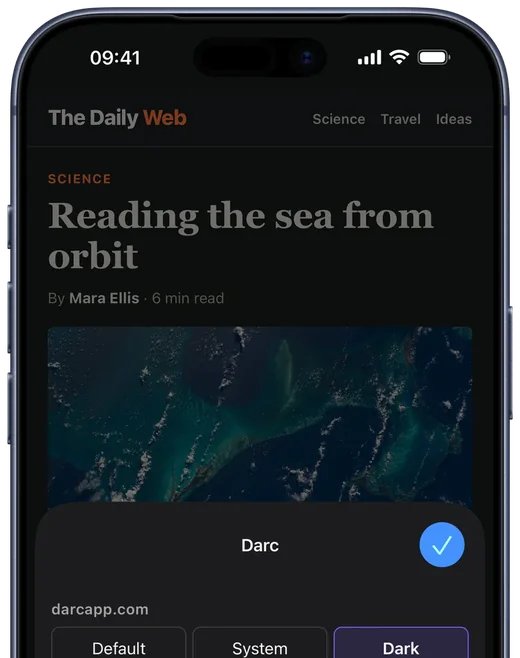 09:41
The Daily Web
Science Travel Ideas
SCIENCE
Reading the sea from
orbit
By Mara Ellis · 6 min read
Darc
darcapp.com
Default System Dark